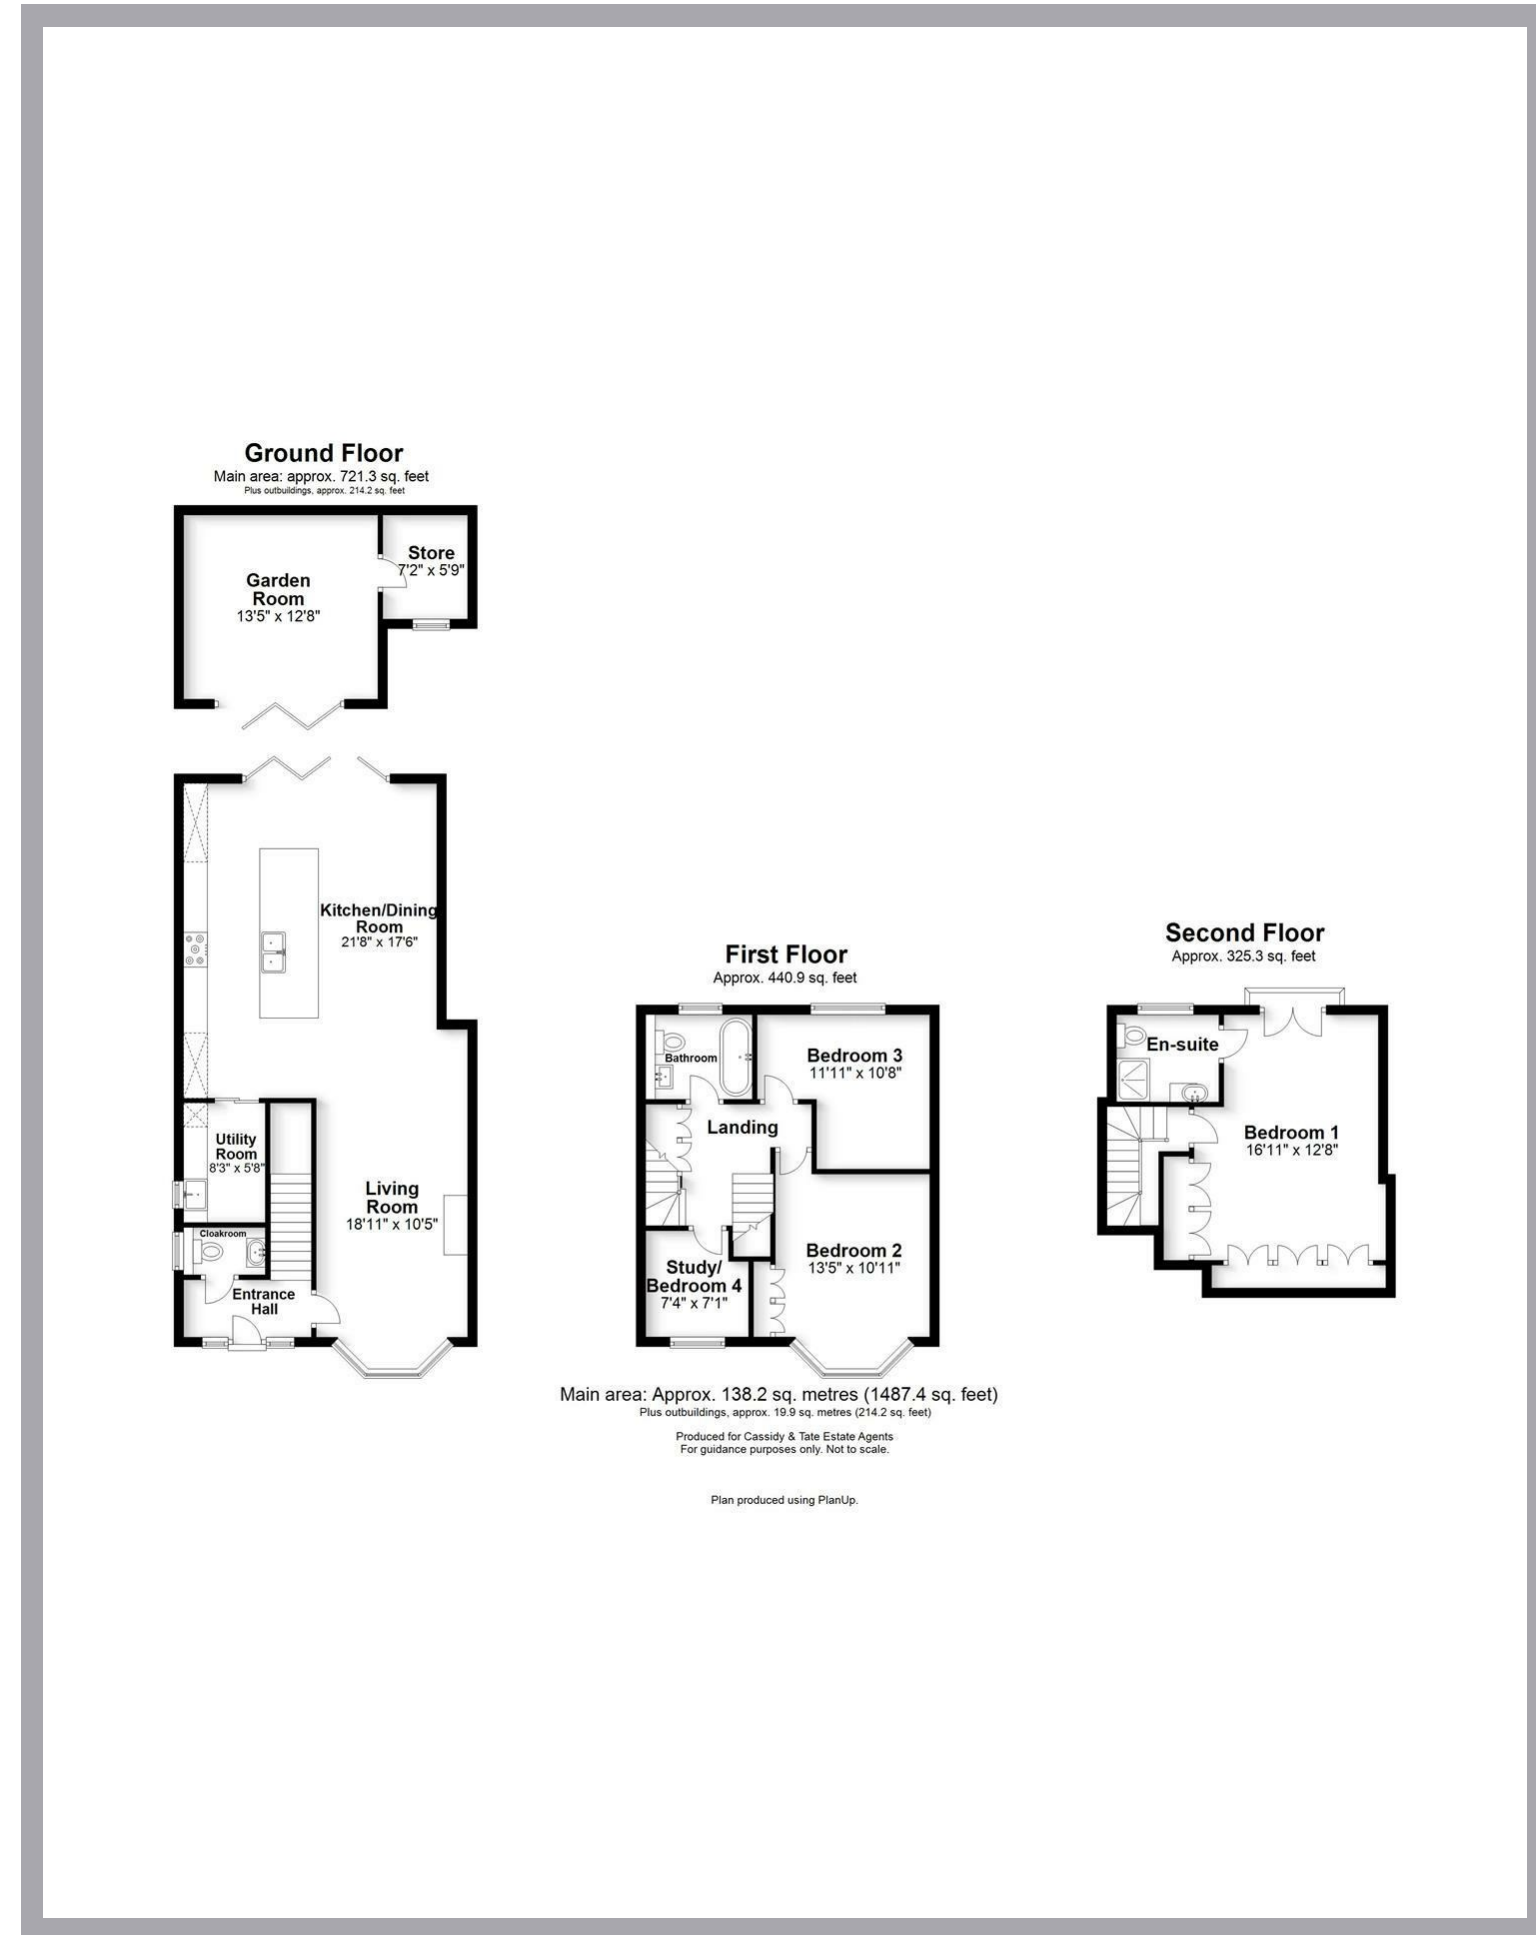 Ground Floor
Main area: approx. 721.3 sq. feet
Plus outbuildings, approx. 214.2 sq. feet
Store
7'2" x 5'9"
Garden
Room
13'5" x 12'8"
Kitchen/Dining
Room
21'8" x 17'6"
Utility
Room
8'3" x 5'8"
Living
Room
18'11" x 10'5"
Cloakroom
Entrance
Hall
First Floor
Approx. 440.9 sq. feet
Bathroom
Bedroom 3
11'11" x 10'8"
Landing
Bedroom 2
13'5" x 10'11"
Study/
Bedroom 4
7'4" x 7'1"
Second Floor
Approx. 325.3 sq. feet
En-suite
Bedroom 1
16'11" x 12'8"
Main area: Approx. 138.2 sq. metres (1487.4 sq. feet)
Plus outbuildings, approx. 19.9 sq. metres (214.2 sq. feet)
Produced for Cassidy & Tate Estate Agents
For guidance purposes only. Not to scale.
Plan produced using PlanUp.